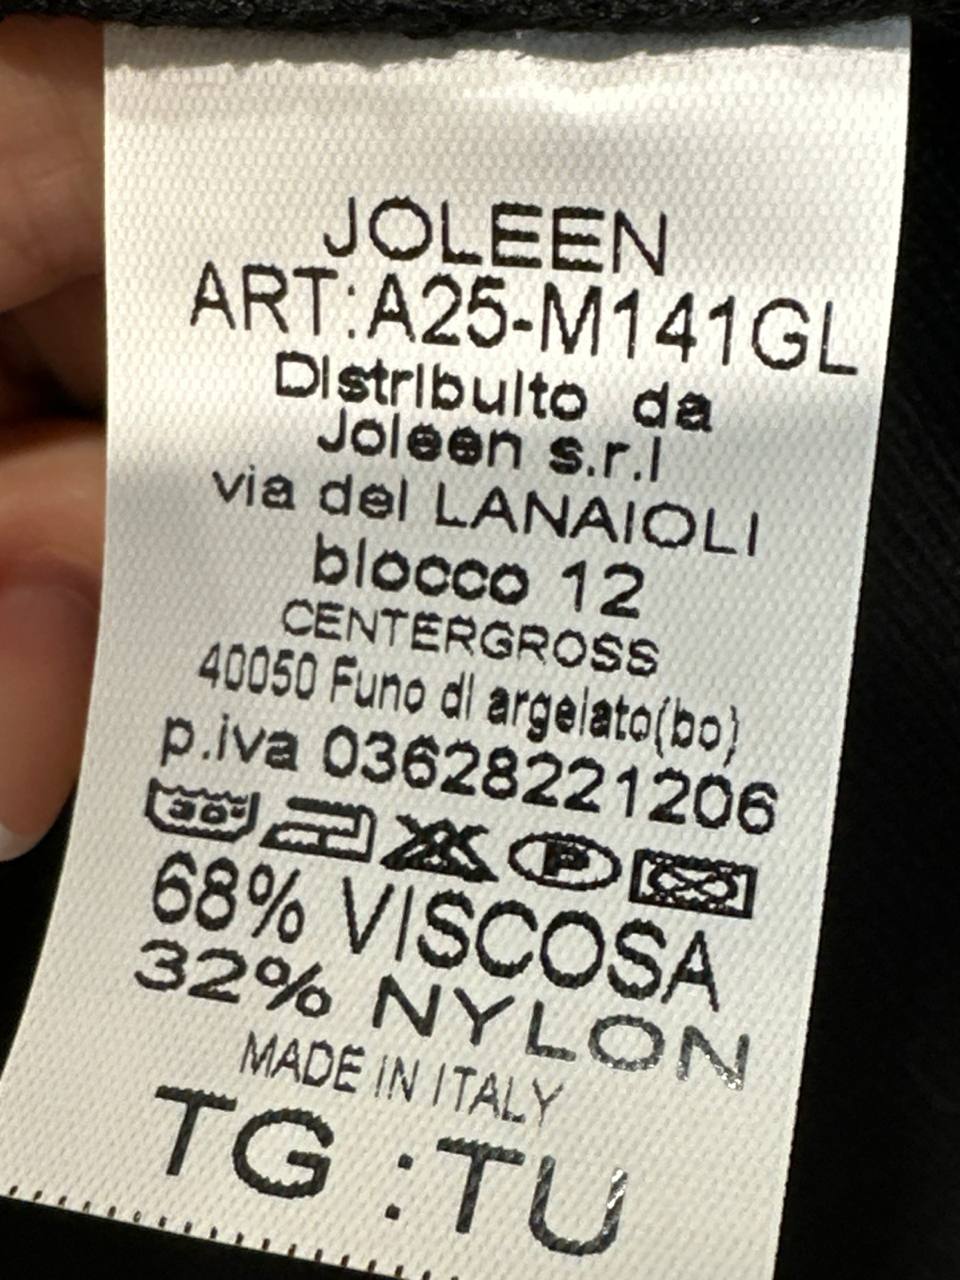 JOLEEN
ART:A25-M141GL
Distribuito da
Joleen s.r.l
via del LANAIOLI
blocco 12
CENTERGROSS
40050 Funo di argelato(bo)
p.iva 03628221206
30° P
68% VISCOSA
32% NYLON
MADE IN ITALY
TG :TU